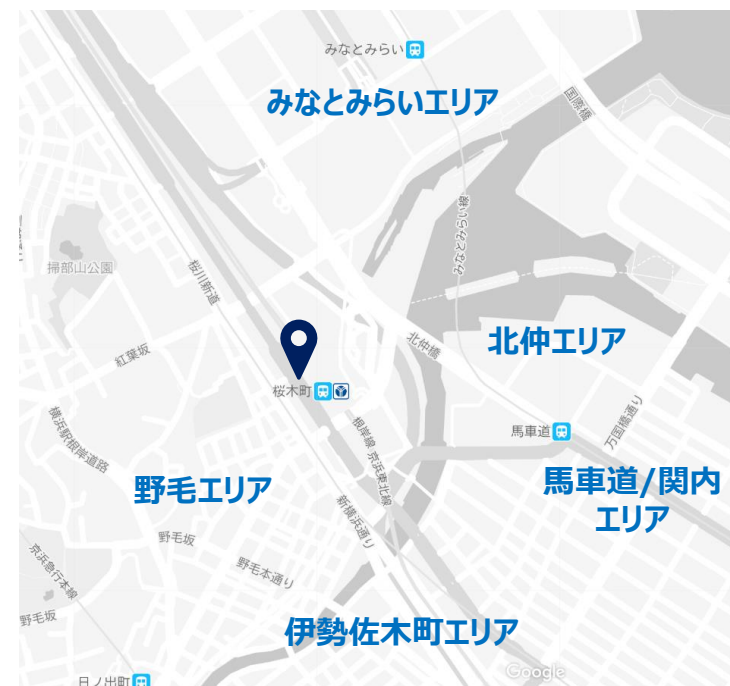 みなとみらい
みなとみらいエリア
国際橋
みなとみらい線
掃部山公園
桜川新道
北仲橋
北仲エリア
紅葉坂
桜木町
万国橋通り
横浜駅根岸道路
根岸線 京浜東北線
馬車道
馬車道/関内
エリア
野毛エリア
新横浜通り
野毛坂
野毛本通り
京浜急行本線
野毛坂
伊勢佐木町エリア
日ノ出町
Google